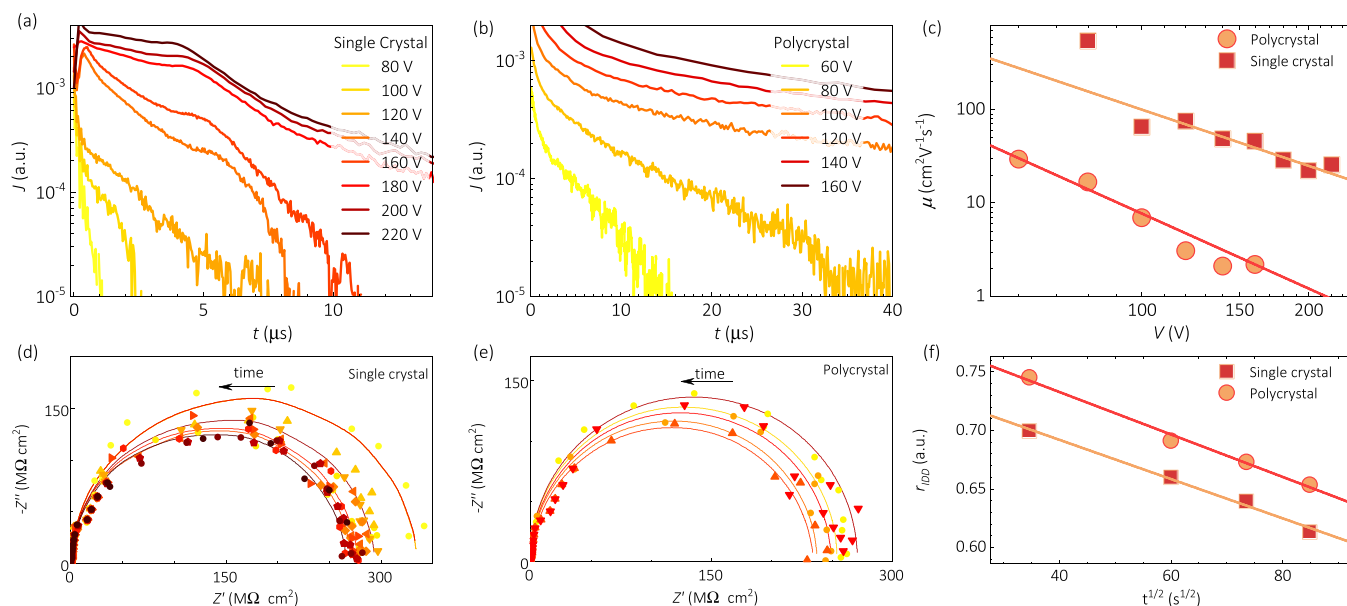 (a)
Single Crystal
80 V
100 V
120 V
140 V
160 V
180 V
200 V
220 V
10⁻³
10⁻⁴
10⁻⁵
J (a.u.)
0 5 10
t (μs)
(b)
Polycrystal
60 V
80 V
100 V
120 V
140 V
160 V
10⁻²
10⁻³
10⁻⁴
10⁻⁵
J (a.u.)
0 10 20 30 40
t (μs)
(c)
Polycrystal
Single crystal
100
10
1
μ (cm²V⁻¹s⁻¹)
100 150 200
V (V)
(d)
time
Single crystal
150
0
-Z'' (MΩ cm²)
0 150 300
Z' (MΩ cm²)
(e)
time
Polycrystal
150
0
-Z'' (MΩ cm²)
0 150 300
Z' (MΩ cm²)
(f)
Single crystal
Polycrystal
0.75
0.70
0.65
0.60
r_IDD (a.u.)
40 60 80
t^1/2 (s^1/2)